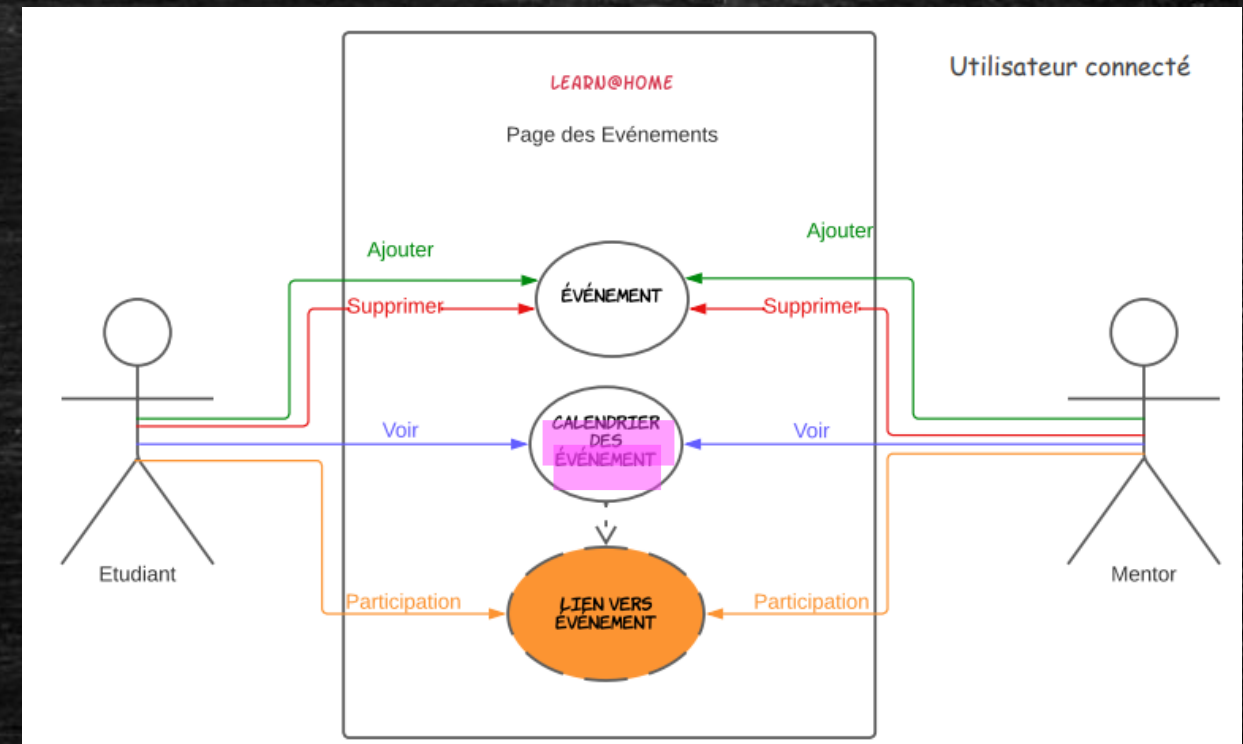 LEARN@HOME
Utilisateur connecté
Page des Evénements
Ajouter
Ajouter
ÉVÉNEMENT
Supprimer
Supprimer
CALENDRIER
DES
ÉVÉNEMENT
Voir
Voir
Etudiant
Mentor
Participation
LIEN VERS
ÉVÉNEMENT
Participation